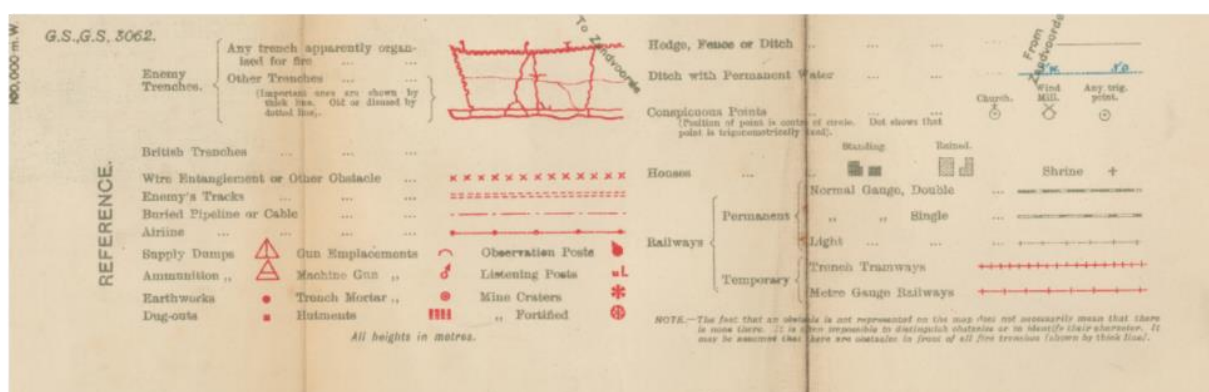 100,000 m. W.
G.S.,G.S, 3062.
REFERENCE.
Enemy Trenches.
Any trench apparently organ-
ised for fire ... ...
Other Trenches ... ...
(Important ones are shown by
thick line. Old or disused by
dotted line).
British Trenches ... ... ...
Wire Entanglement or Other Obstacle ...
Enemy's Tracks ... ... ...
Buried Pipeline or Cable ... ...
Airline ... ... ... ...
Supply Dumps Gun Emplacements Observation Posts
Ammunition ,, Machine Gun ,, Listening Posts L
Earthworks Trench Mortar ,, Mine Craters
Dug-outs Hutments ,, Fortified
All heights in metres.
To Zandvoorde
From Zandvoorde
Hedge, Fence or Ditch ,, ... ... ...
Ditch with Permanent Water ... ...
Church. Wind Mill. Any trig. point.
Conspicuous Points ... ... ...
(Position of point is centre of circle. Dot shows that
point is trigonometrically fixed).
Standing. Ruined.
Houses ... ... Shrine +
Railways
Permanent
Normal Gauge, Double ...
,, ,, Single ...
Light ... ... ...
Temporary
Trench Tramways
Metre Gauge Railways ...
NOTE.—The fact that an obstacle is not represented on the map does not necessarily mean that there
is none there. It is often impossible to distinguish obstacles or to identify their character. It
may be assumed that there are obstacles in front of all fire trenches (shown by thick line).